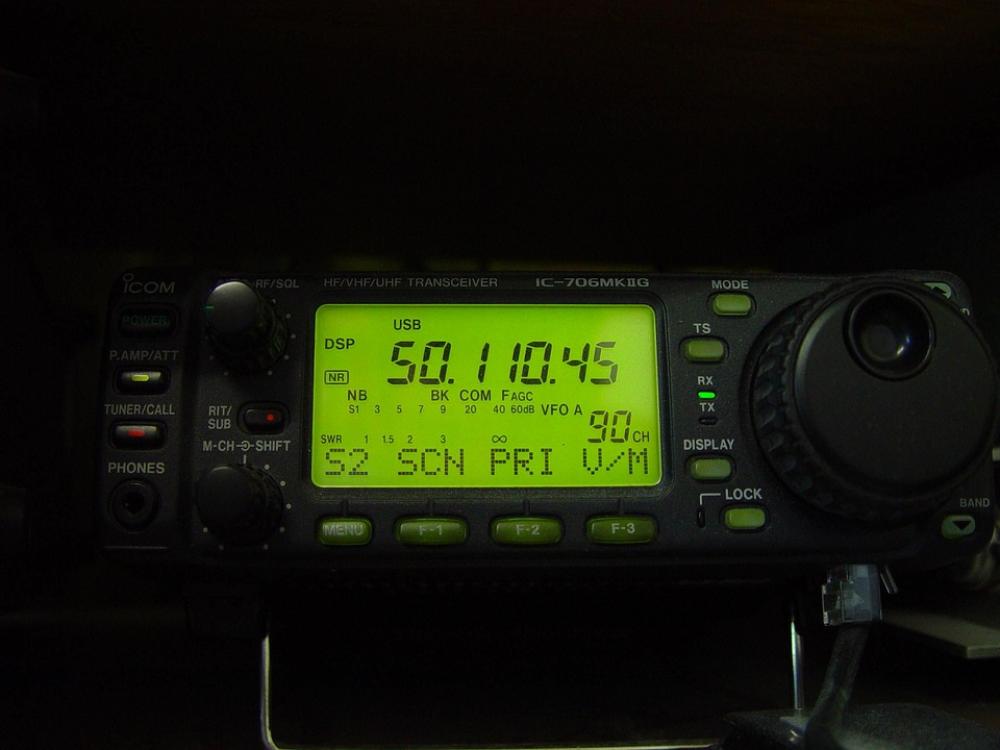 ICOM
HF/VHF/UHF TRANSCEIVER
IC-706MKIIG
RF/SQL
POWER
P.AMP/ATT
TUNER/CALL
PHONES
RIT/
SUB
M-CH SHIFT
USB
DSP
50.110.45
NR
NB BK COM FAGC
S1 3 5 7 9 20 40 60dB VFO A
90 CH
SWR 1 1.5 2 3 ∞
S2 SCN PRI V/M
MENU F-1 F-2 F-3
MODE
TS
RX
TX
DISPLAY
LOCK
BAND